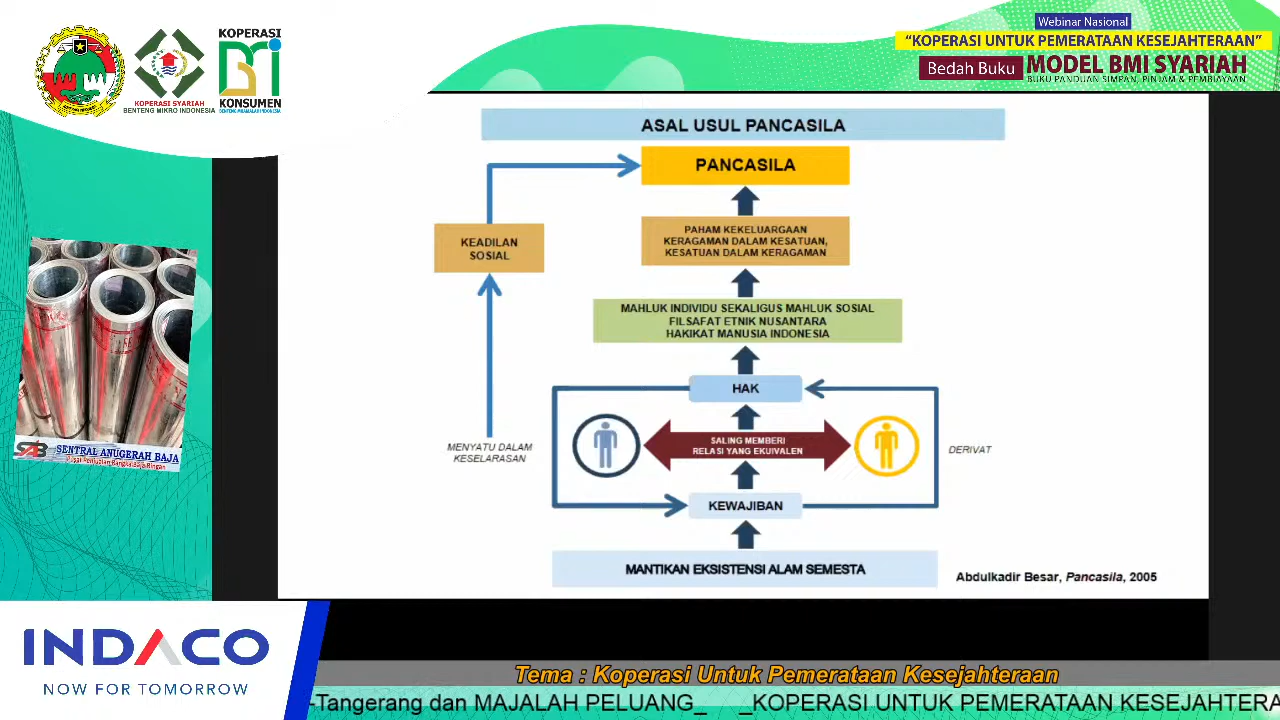 Webinar Nasional
"KOPERASI UNTUK PEMERATAAN KESEJAHTERAAN"
Bedah Buku MODEL BMI SYARIAH
BUKU PANDUAN SIMPAN, PINJAM & PEMBIAYAAN
KOPERASI SYARIAH
BENTENG MIKRO INDONESIA
KOPERASI
BMI
KONSUMEN
ASAL USUL PANCASILA
PANCASILA
KEADILAN
SOSIAL
PAHAM KEKELUARGAAN
KERAGAMAN DALAM KESATUAN,
KESATUAN DALAM KERAGAMAN
MAHLUK INDIVIDU SEKALIGUS MAHLUK SOSIAL
FILSAFAT ETNIK NUSANTARA
HAKIKAT MANUSIA INDONESIA
HAK
MENYATU DALAM
KESELARASAN
SALING MEMBERI
RELASI YANG EKUIVALEN
DERIVAT
KEWAJIBAN
MANTIKAN EKSISTENSI ALAM SEMESTA
Abdulkadir Besar, Pancasila, 2005
SAB SENTRAL ANUGERAH BAJA
INDACO
NOW FOR TOMORROW
Tema : Koperasi Untuk Pemerataan Kesejahteraan
-Tangerang dan MAJALAH PELUANG_ _KOPERASI UNTUK PEMERATAAN KESEJAHTERA